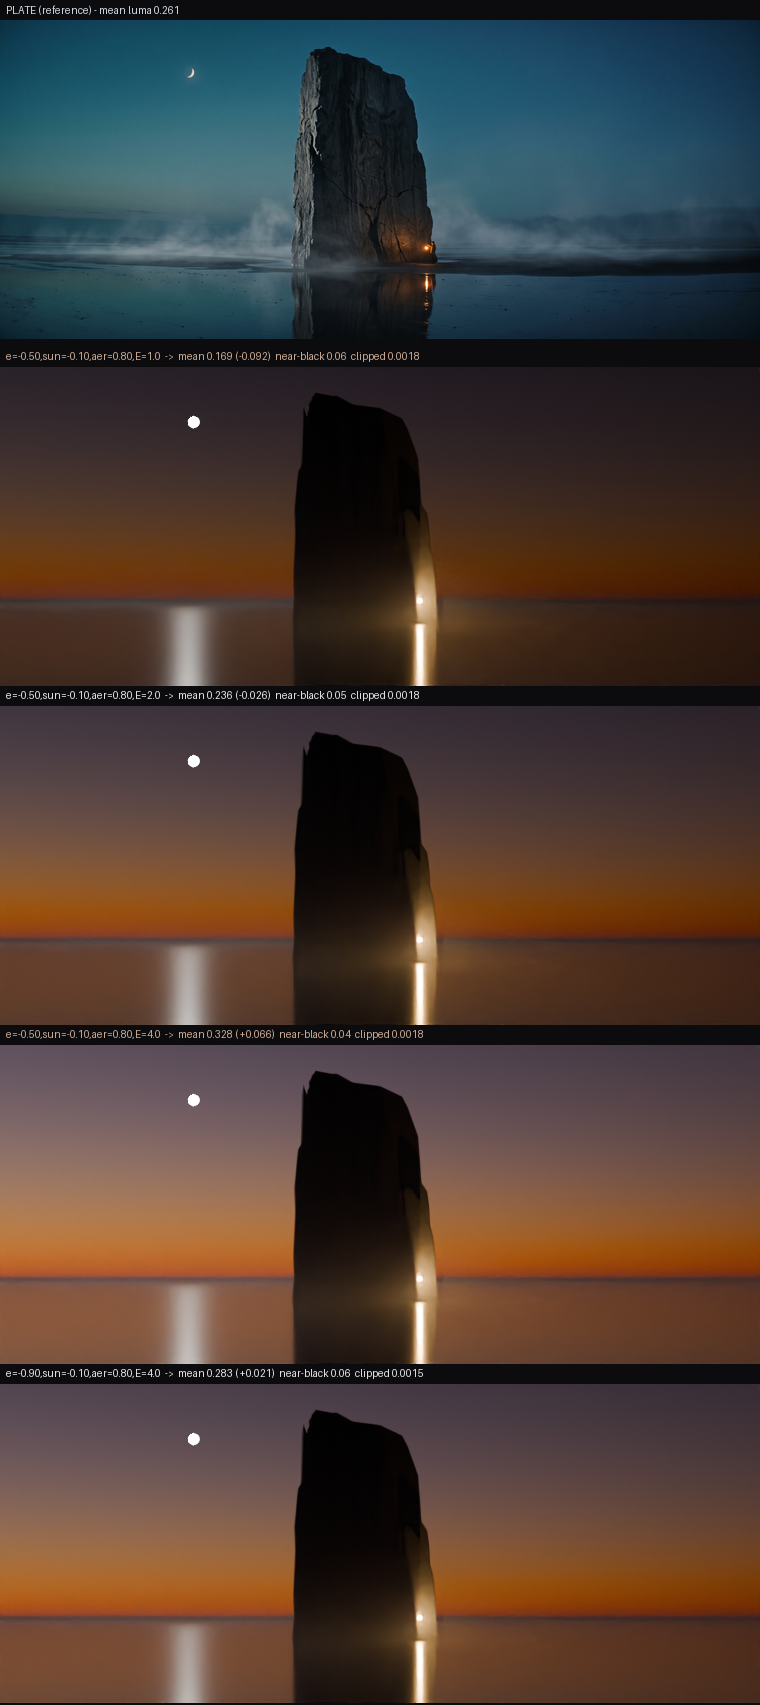 PLATE (reference) - mean luma 0.261
e=-0.50,sun=-0.10,aer=0.80,E=1.0 -> mean 0.169 (-0.092) near-black 0.06 clipped 0.0018
e=-0.50,sun=-0.10,aer=0.80,E=2.0 -> mean 0.236 (-0.026) near-black 0.05 clipped 0.0018
e=-0.50,sun=-0.10,aer=0.80,E=4.0 -> mean 0.328 (+0.066) near-black 0.04 clipped 0.0018
e=-0.90,sun=-0.10,aer=0.80,E=4.0 -> mean 0.283 (+0.021) near-black 0.06 clipped 0.0015